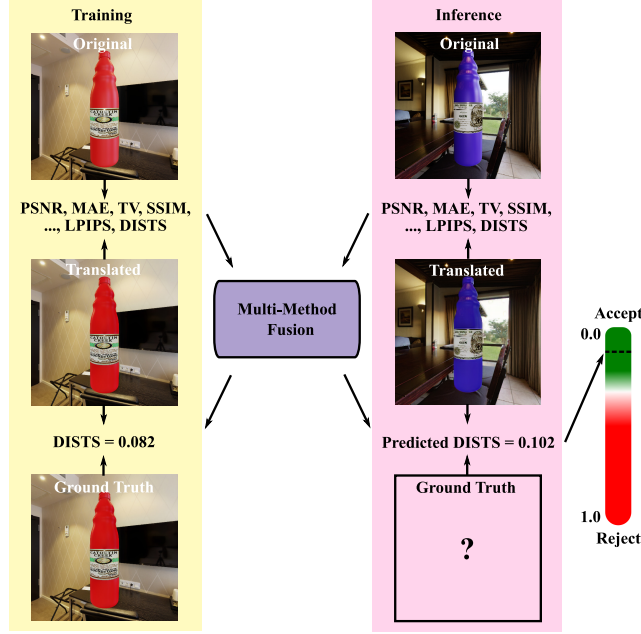 Training
Original
PSNR, MAE, TV, SSIM,
..., LPIPS, DISTS
Translated
DISTS = 0.082
Ground Truth
Multi-Method
Fusion
Inference
Original
PSNR, MAE, TV, SSIM,
..., LPIPS, DISTS
Translated
Predicted DISTS = 0.102
Ground Truth
?
Accept
0.0
1.0
Reject